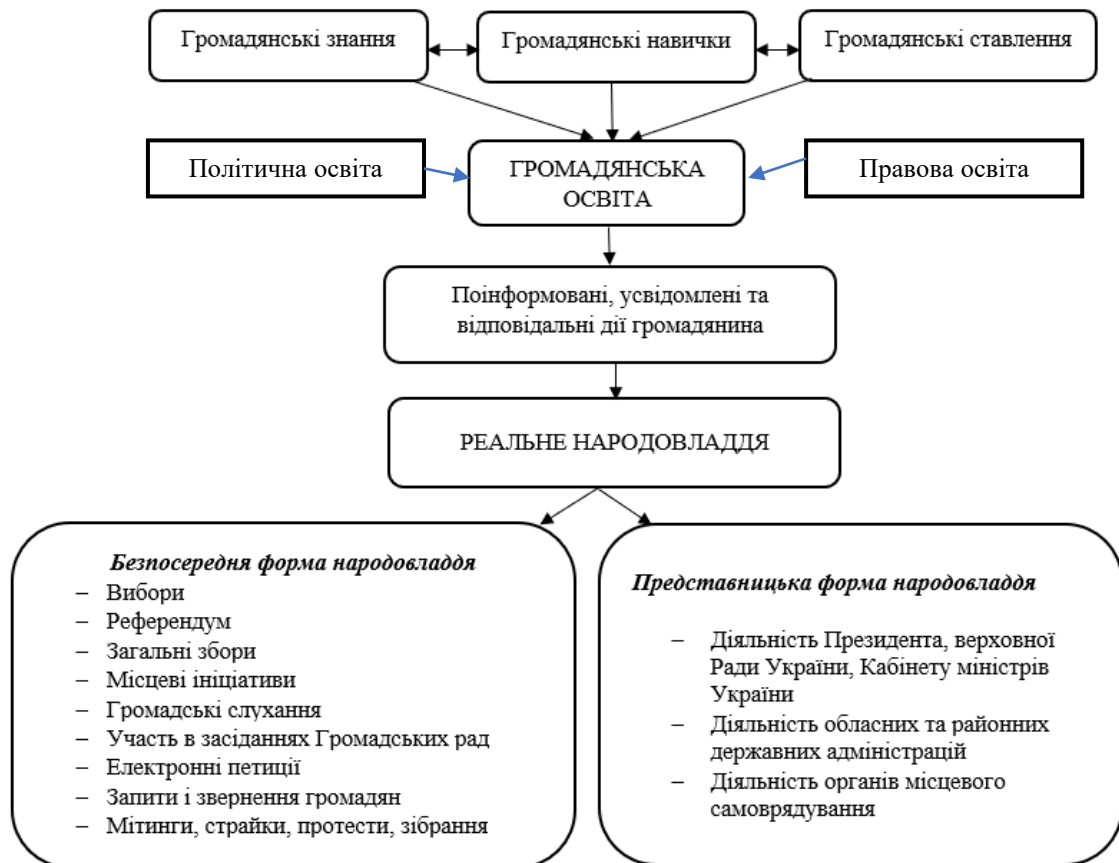 Громадянські знання
Громадянські навички
Громадянські ставлення
Політична освіта
ГРОМАДЯНСЬКА
ОСВІТА
Правова освіта
Поінформовані, усвідомлені та
відповідальні дії громадянина
РЕАЛЬНЕ НАРОДОВЛАДДЯ
Безпосередня форма народовладдя
– Вибори
– Референдум
– Загальні збори
– Місцеві ініціативи
– Громадські слухання
– Участь в засіданнях Громадських рад
– Електронні петиції
– Запити і звернення громадян
– Мітинги, страйки, протести, зібрання
Представницька форма народовладдя
– Діяльність Президента, верховної
Ради України, Кабінету міністрів
України
– Діяльність обласних та районних
державних адміністрацій
– Діяльність органів місцевого
самоврядування